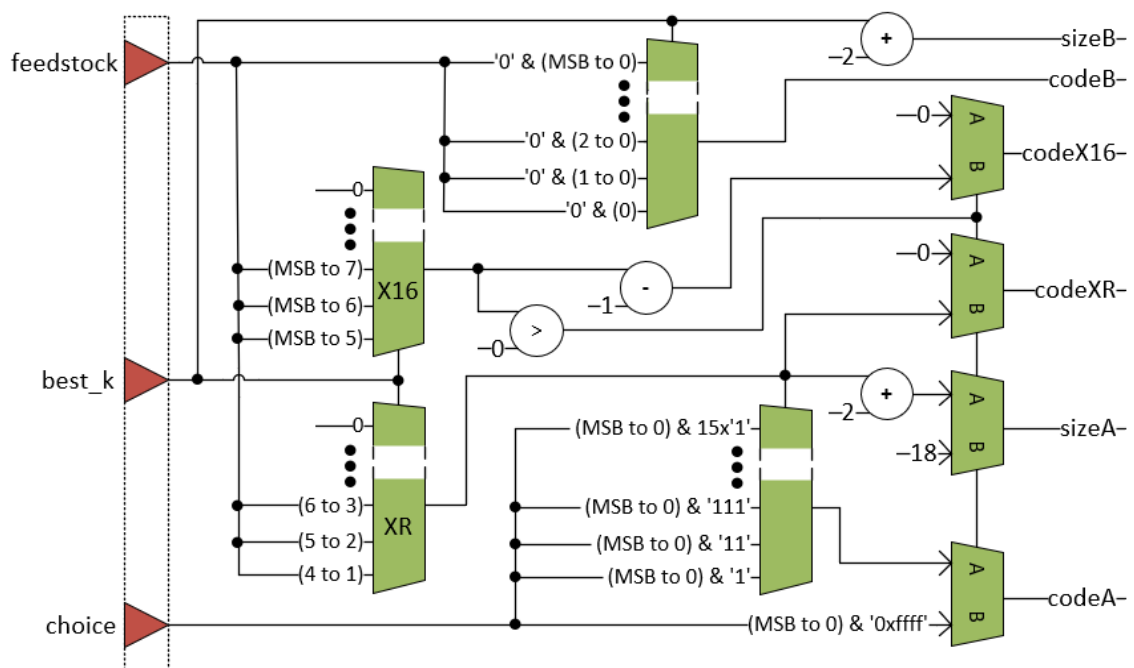 feedstock
best_k
choice
'0' & (MSB to 0)
'0' & (2 to 0)
'0' & (1 to 0)
'0' & (0)
+
2
sizeB
codeB
0
A
B
codeX16
0
(MSB to 7)
(MSB to 6)
(MSB to 5)
X16
-
1
>
0
0
A
B
codeXR
0
(6 to 3)
(5 to 2)
(4 to 1)
XR
+
2
18
A
B
sizeA
(MSB to 0) & 15x'1'
(MSB to 0) & '111'
(MSB to 0) & '11'
(MSB to 0) & '1'
(MSB to 0) & '0xffff'
A
B
codeA